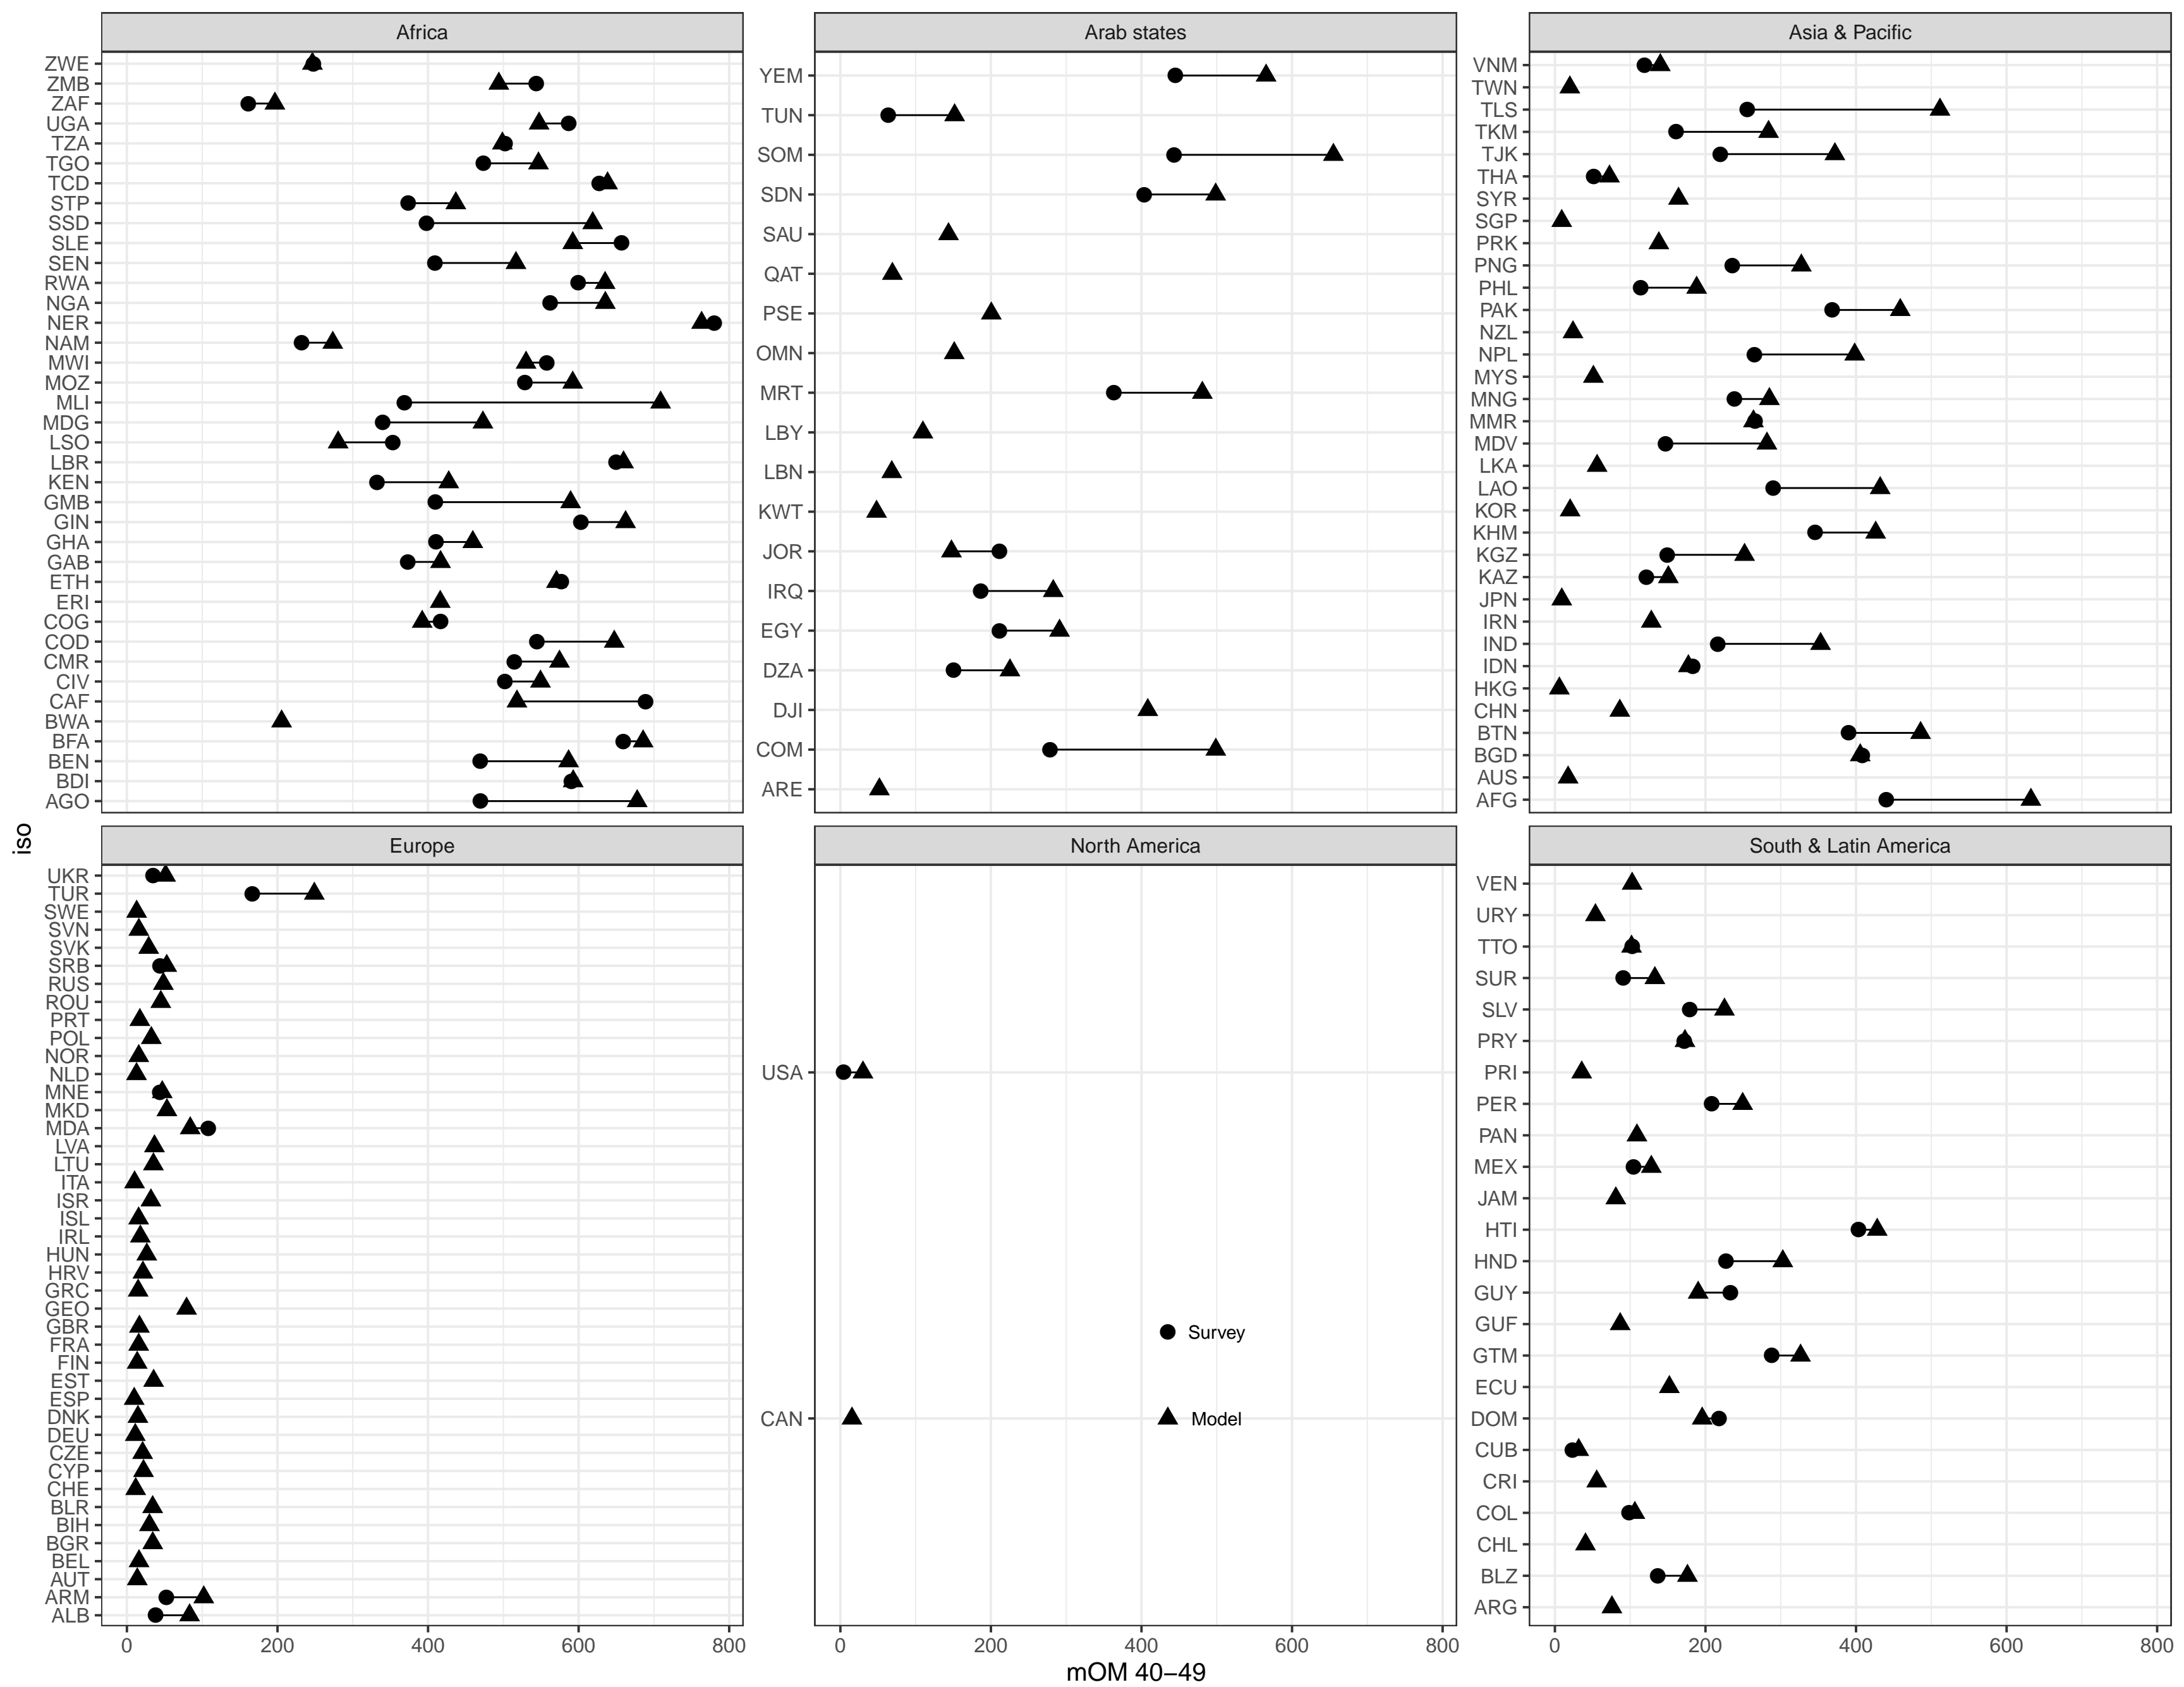 Africa
Arab states
Asia & Pacific
ZWE
ZMB
ZAF
UGA
TZA
TGO
TCD
STP
SSD
SLE
SEN
RWA
NGA
NER
NAM
MWI
MOZ
MLI
MDG
LSO
LBR
KEN
GMB
GIN
GHA
GAB
ETH
ERI
COG
COD
CMR
CIV
CAF
BWA
BFA
BEN
BDI
AGO
YEM
TUN
SOM
SDN
SAU
QAT
PSE
OMN
MRT
LBY
LBN
KWT
JOR
IRQ
EGY
DZA
DJI
COM
ARE
VNM
TWN
TLS
TKM
TJK
THA
SYR
SGP
PRK
PNG
PHL
PAK
NZL
NPL
MYS
MNG
MMR
MDV
LKA
LAO
KOR
KHM
KGZ
KAZ
JPN
IRN
IND
IDN
HKG
CHN
BTN
BGD
AUS
AFG
iso
Europe
North America
South & Latin America
UKR
TUR
SWE
SVN
SVK
SRB
RUS
ROU
PRT
POL
NOR
NLD
MNE
MKD
MDA
LVA
LTU
ITA
ISR
ISL
IRL
HUN
HRV
GRC
GEO
GBR
FRA
FIN
EST
ESP
DNK
DEU
CZE
CYP
CHE
BLR
BIH
BGR
BEL
AUT
ARM
ALB
USA
CAN
Survey
Model
VEN
URY
TTO
SUR
SLV
PRY
PRI
PER
PAN
MEX
JAM
HTI
HND
GUY
GUF
GTM
ECU
DOM
CUB
CRI
COL
CHL
BLZ
ARG
0 200 400 600 800
0 200 400 600 800
0 200 400 600 800
mOM 40−49